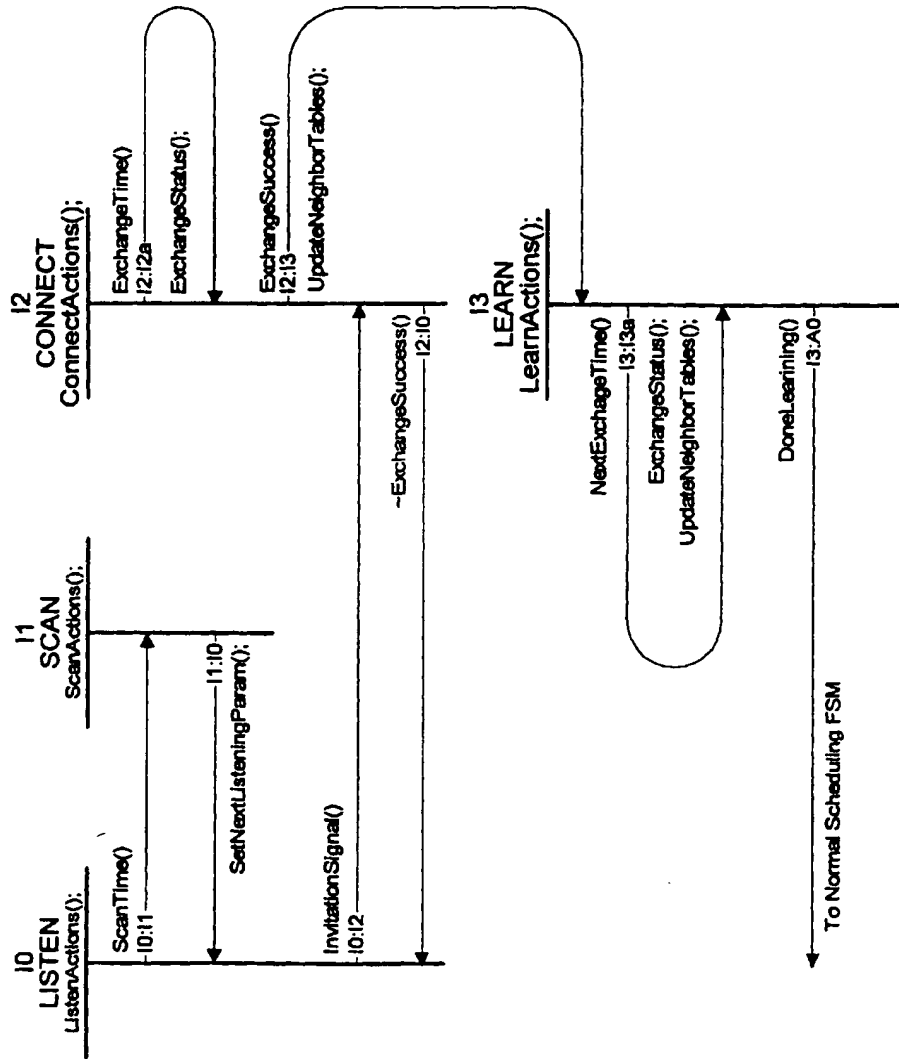 I0
LISTEN
ListenActions();
I1
SCAN
ScanActions();
I2
CONNECT
ConnectActions();
ScanTime()
I0:I1
I1:I0
SetNextListeningParam();
ExchangeTime()
I2:I2a
ExchangeStatus();
ExchangeSuccess()
I2:I3
UpdateNeighborTables();
InvitationSignal()
I0:I2
~ExchangeSuccess()
I2:I0
I3
LEARN
LearnActions();
NextExchageTime()
I3:I3a
ExchangeStatus();
UpdateNeighborTables();
DoneLearining()
I3:A0
To Normal Scheduling FSM